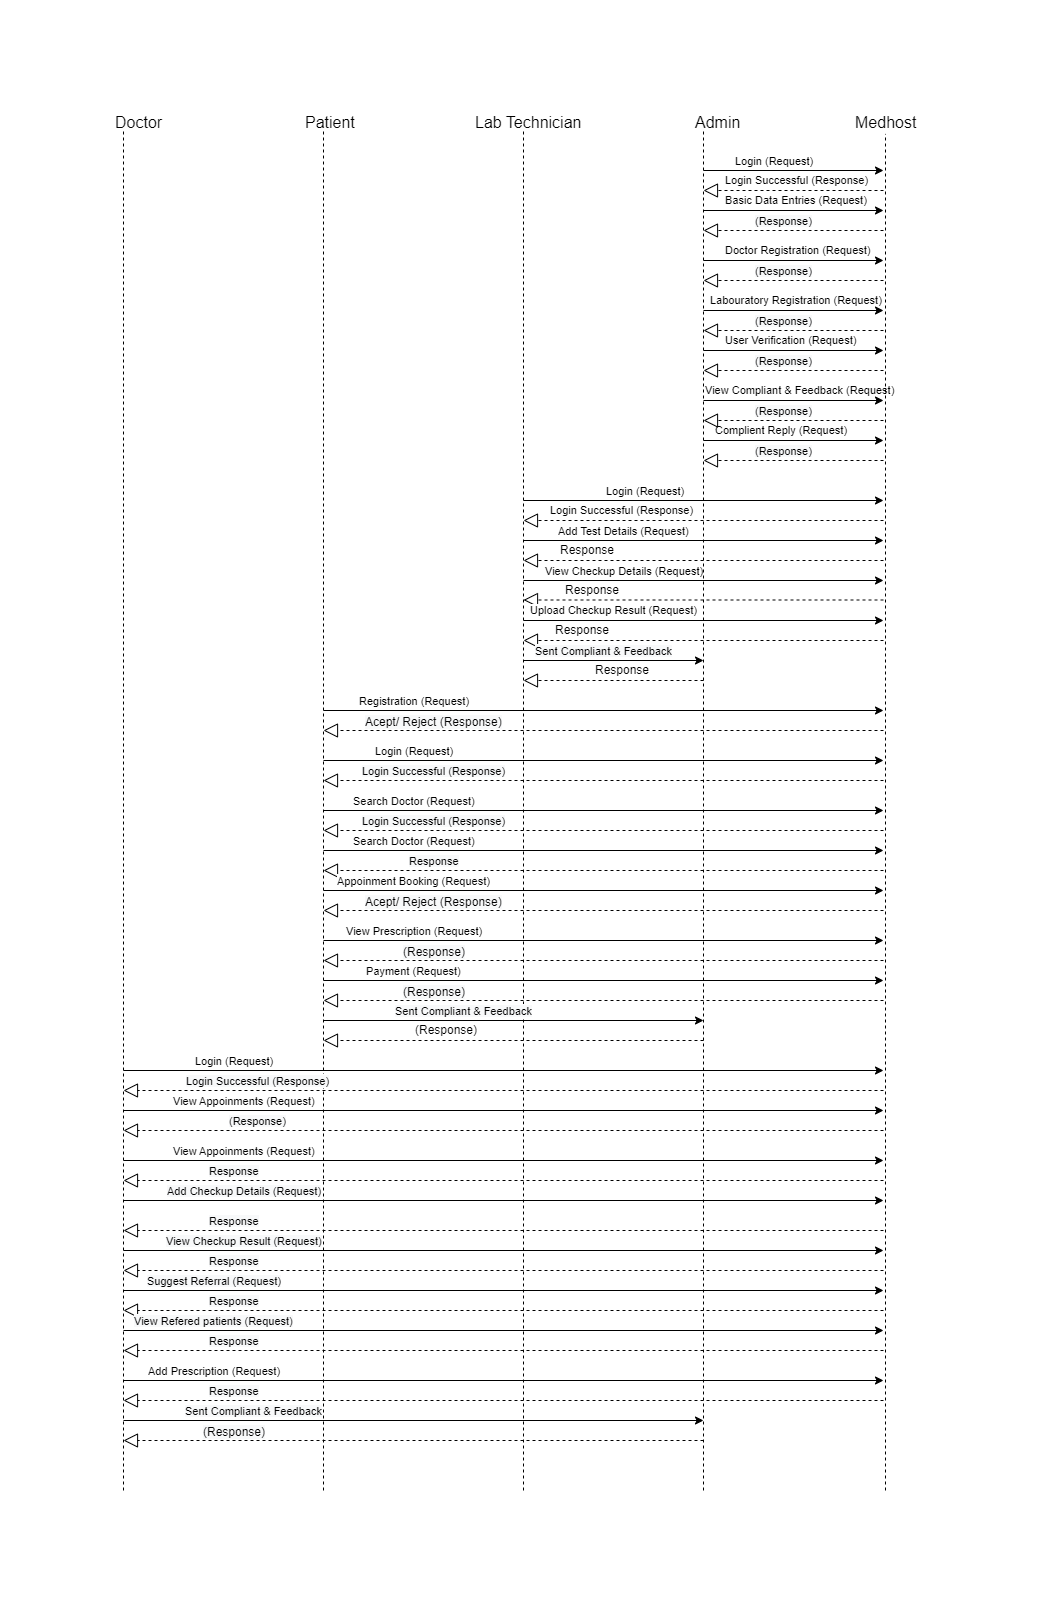 Doctor
Patient
Lab Technician
Admin
Medhost
Login (Request)
Login Successful (Response)
Basic Data Entries (Request)
(Response)
Doctor Registration (Request)
(Response)
Labouratory Registration (Request)
(Response)
User Verification (Request)
(Response)
View Compliant & Feedback (Request)
(Response)
Complient Reply (Request)
(Response)
Login (Request)
Login Successful (Response)
Add Test Details (Request)
Response
View Checkup Details (Request)
Response
Upload Checkup Result (Request)
Response
Sent Compliant & Feedback
Response
Registration (Request)
Acept/ Reject (Response)
Login (Request)
Login Successful (Response)
Search Doctor (Request)
Login Successful (Response)
Search Doctor (Request)
Response
Appoinment Booking (Request)
Acept/ Reject (Response)
View Prescription (Request)
(Response)
Payment (Request)
(Response)
Sent Compliant & Feedback
(Response)
Login (Request)
Login Successful (Response)
View Appoinments (Request)
(Response)
View Appoinments (Request)
Response
Add Checkup Details (Request)
Response
View Checkup Result (Request)
Response
Suggest Referral (Request)
Response
View Refered patients (Request)
Response
Add Prescription (Request)
Response
Sent Compliant & Feedback
(Response)